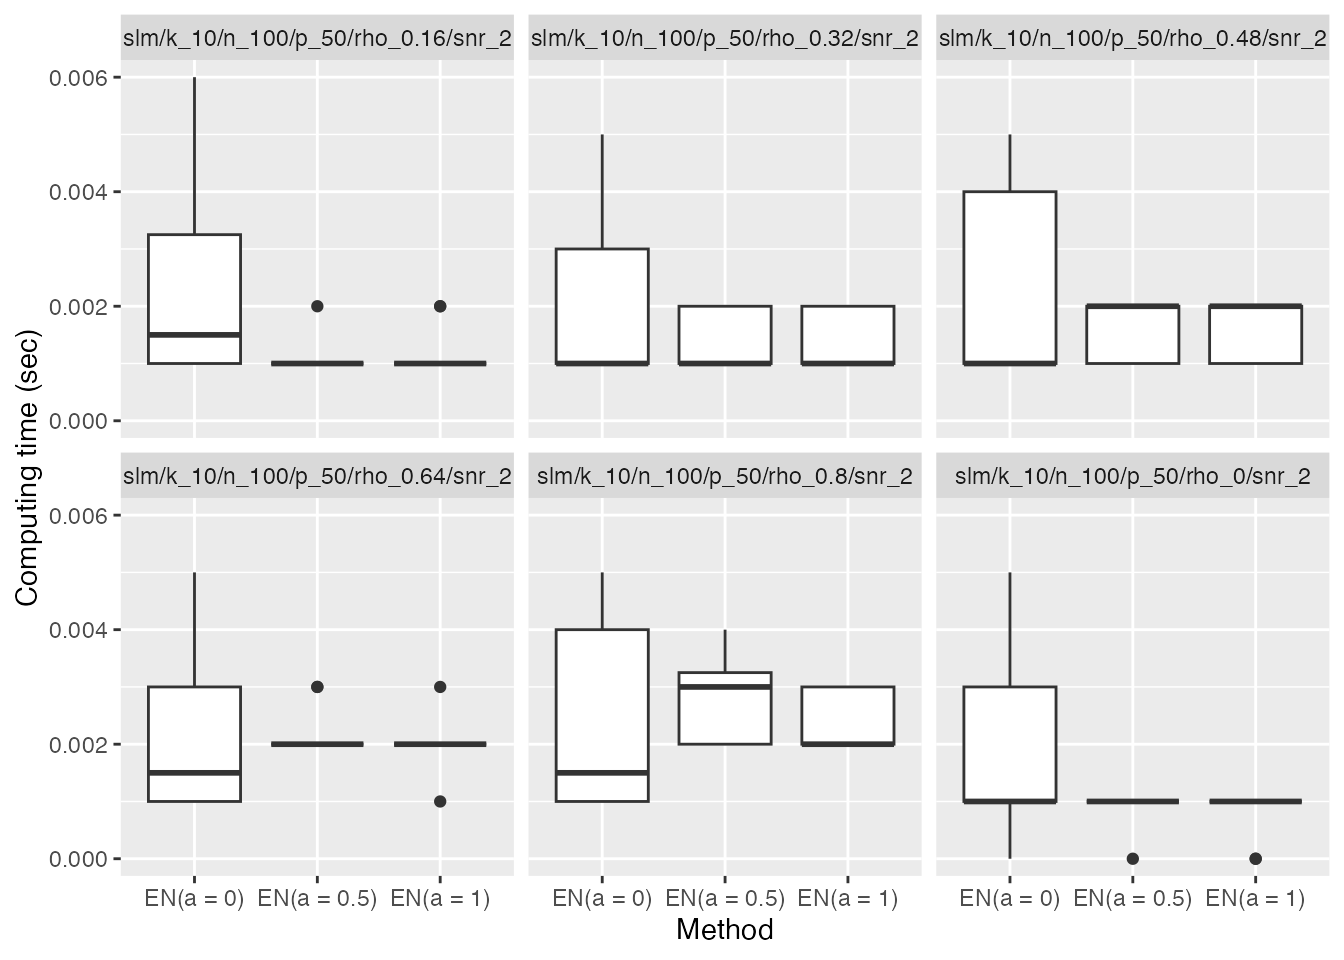 slm/k_10/n_100/p_50/rho_0.16/snr_2 slm/k_10/n_100/p_50/rho_0.32/snr_2 slm/k_10/n_100/p_50/rho_0.48/snr_2
0.006
0.004
0.002
0.000
Computing time (sec)
slm/k_10/n_100/p_50/rho_0.64/snr_2 slm/k_10/n_100/p_50/rho_0.8/snr_2 slm/k_10/n_100/p_50/rho_0/snr_2
0.006
0.004
0.002
0.000
EN(a = 0) EN(a = 0.5) EN(a = 1) EN(a = 0) EN(a = 0.5) EN(a = 1) EN(a = 0) EN(a = 0.5) EN(a = 1)
Method